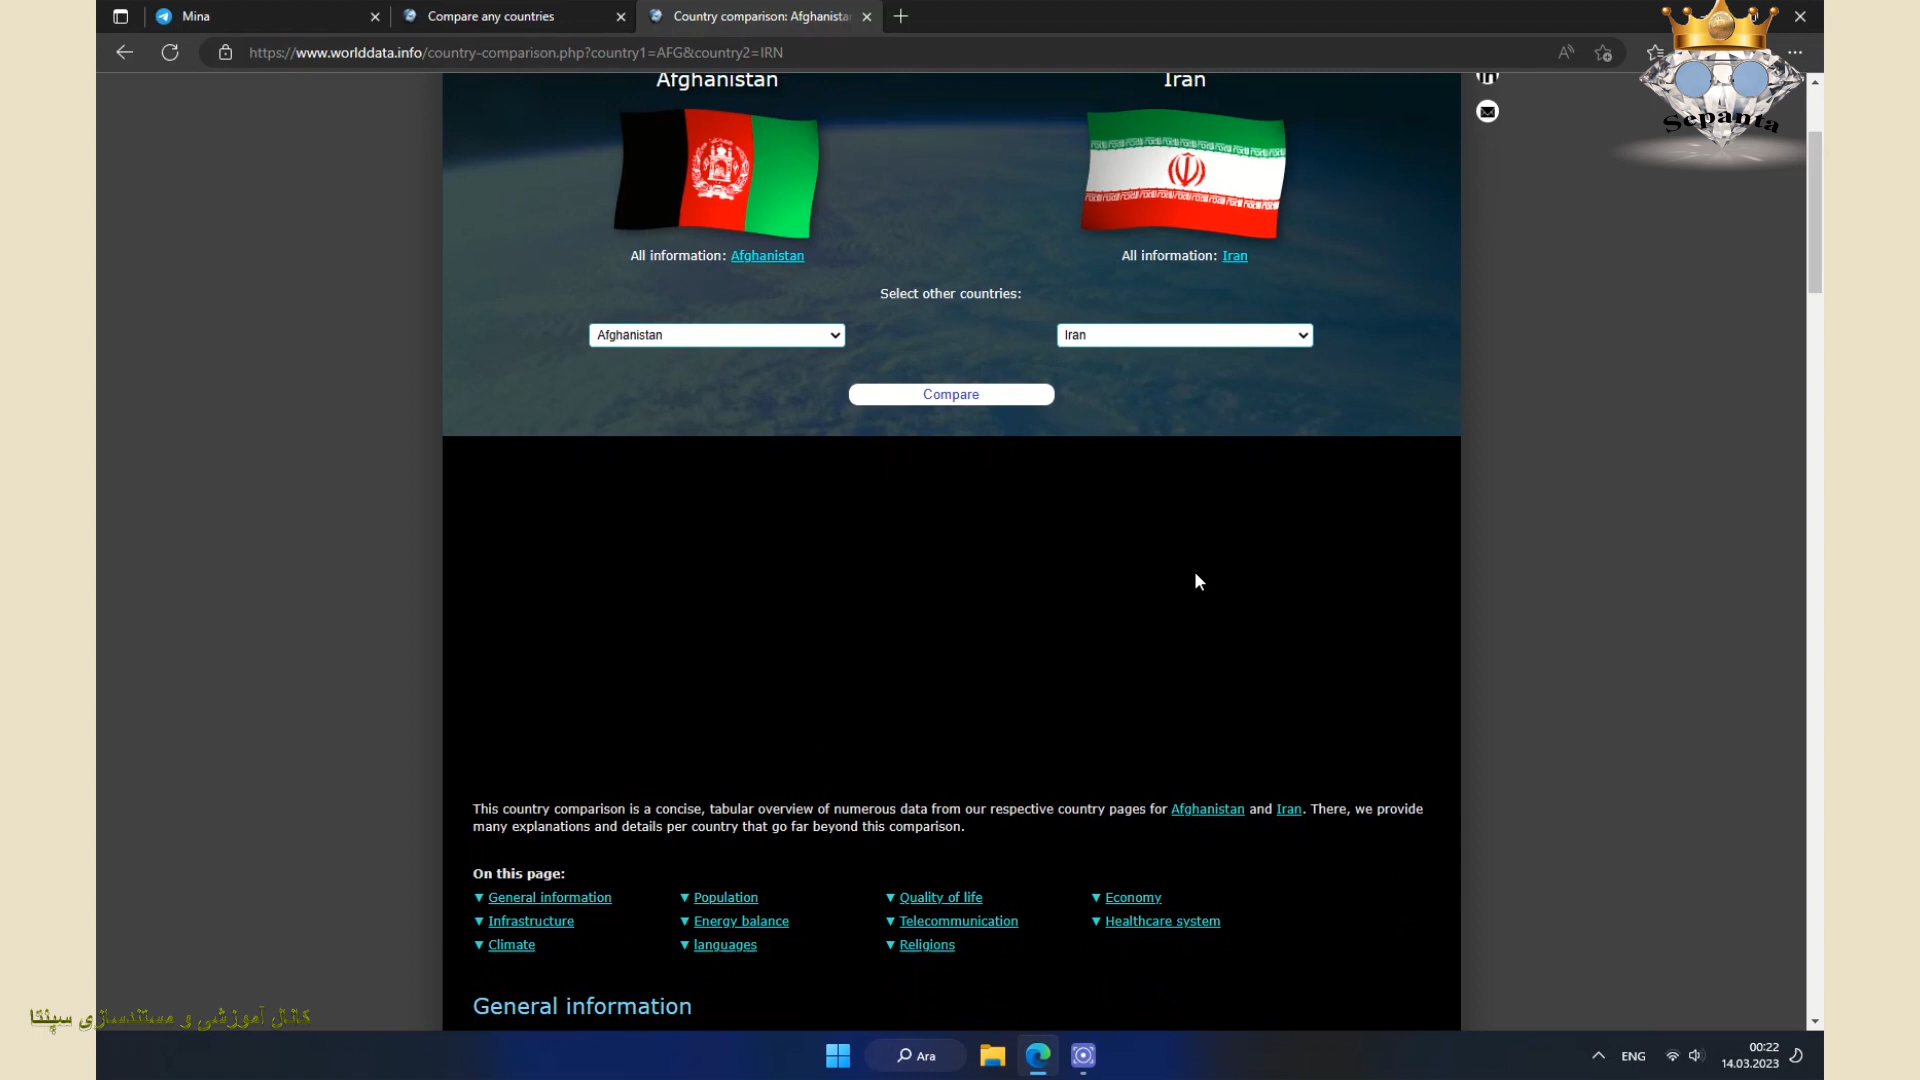 Mina
Compare any countries
Country comparison: Afghanista
https://www.worlddata.info/country-comparison.php?country1=AFG&country2=IRN
Sepanta
Afghanistan
Iran
All information: Afghanistan
All information: Iran
Select other countries:
Afghanistan
Iran
Compare
This country comparison is a concise, tabular overview of numerous data from our respective country pages for Afghanistan and Iran. There, we provide
many explanations and details per country that go far beyond this comparison.
On this page:
▼ General information
▼ Population
▼ Quality of life
▼ Economy
▼ Infrastructure
▼ Energy balance
▼ Telecommunication
▼ Healthcare system
▼ Climate
▼ languages
▼ Religions
General information
کانال آموزشی و مستندسازی سپنتا
Ara
ENG
00:22
14.03.2023